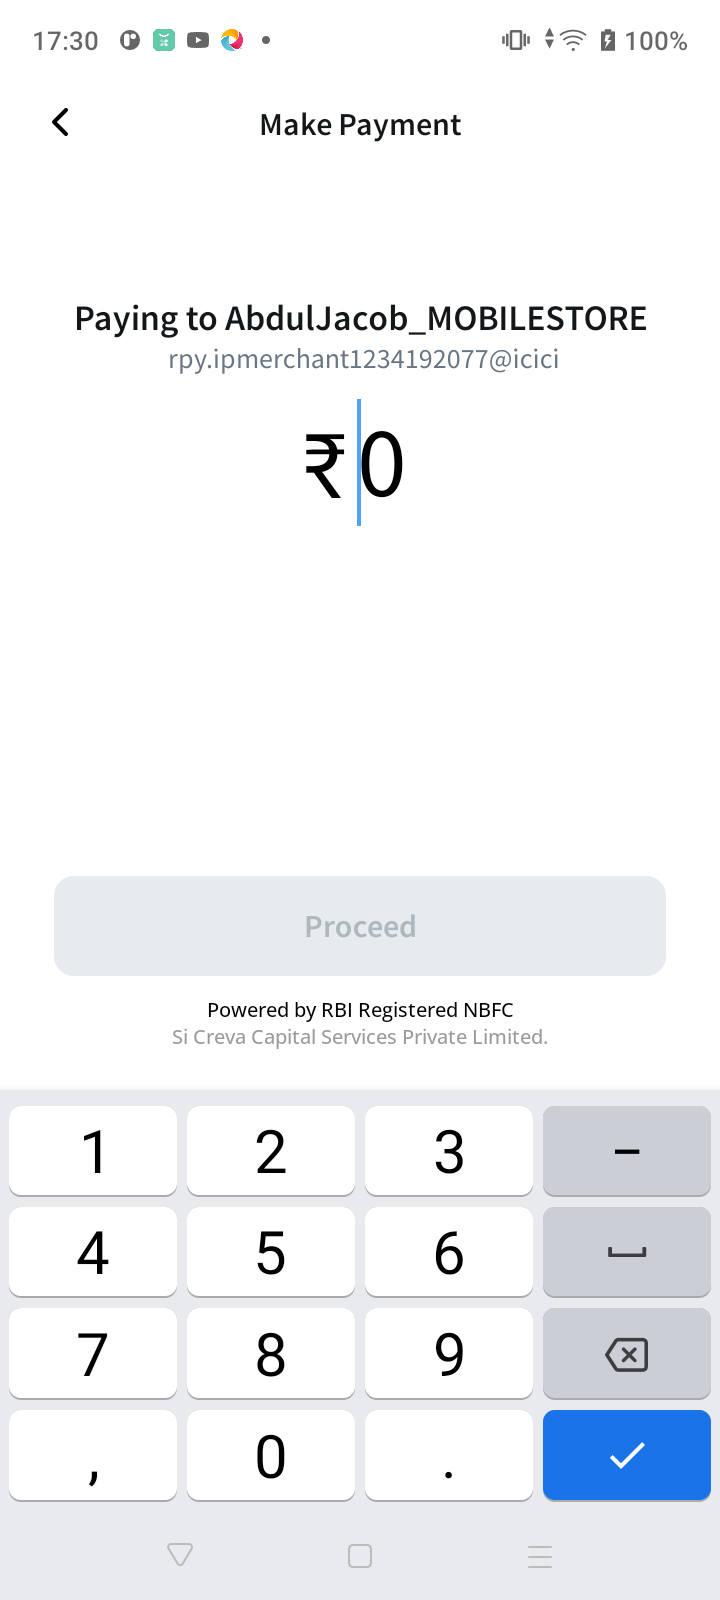 17:30 100%
Make Payment
Paying to AbdulJacob_MOBILESTORE
rpy.ipmerchant1234192077@icici
₹0
Proceed
Powered by RBI Registered NBFC
Si Creva Capital Services Private Limited.
1 2 3 –
4 5 6
7 8 9
, 0 .